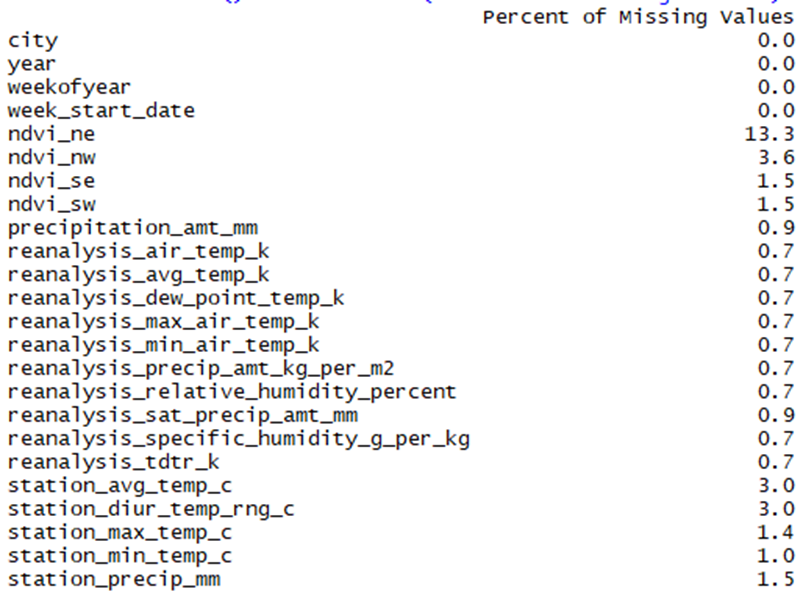 Percent of Missing Values
city 0.0
year 0.0
weekofyear 0.0
week_start_date 0.0
ndvi_ne 13.3
ndvi_nw 3.6
ndvi_se 1.5
ndvi_sw 1.5
precipitation_amt_mm 0.9
reanalysis_air_temp_k 0.7
reanalysis_avg_temp_k 0.7
reanalysis_dew_point_temp_k 0.7
reanalysis_max_air_temp_k 0.7
reanalysis_min_air_temp_k 0.7
reanalysis_precip_amt_kg_per_m2 0.7
reanalysis_relative_humidity_percent 0.7
reanalysis_sat_precip_amt_mm 0.9
reanalysis_specific_humidity_g_per_kg 0.7
reanalysis_tdtr_k 0.7
station_avg_temp_c 3.0
station_diur_temp_rng_c 3.0
station_max_temp_c 1.4
station_min_temp_c 1.0
station_precip_mm 1.5